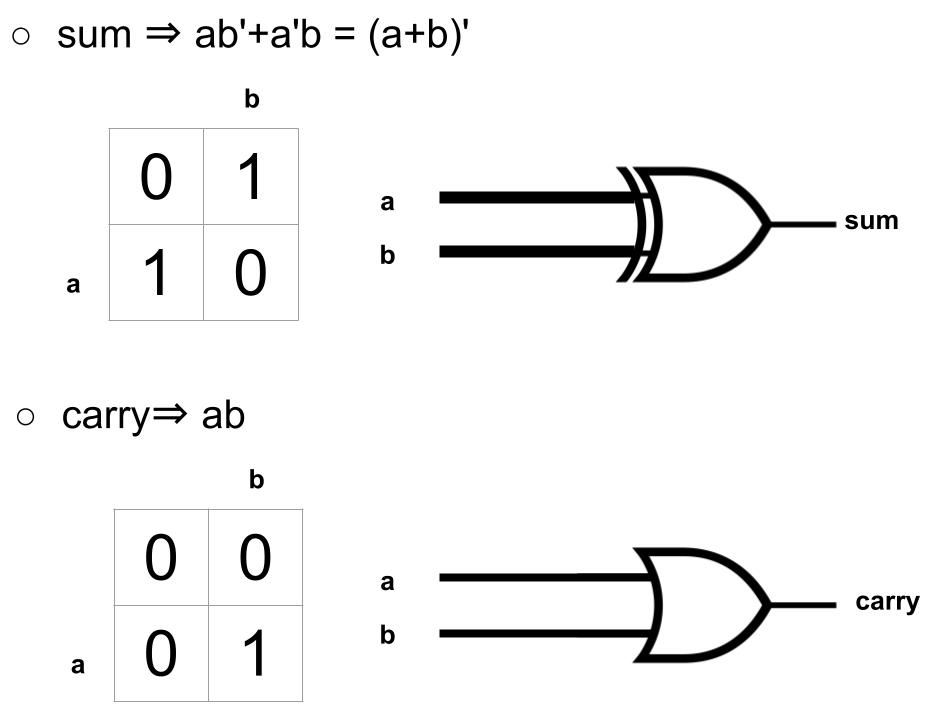 ○ sum ⇒ ab'+a'b = (a+b)'
b
0 1
a 1 0
a
b
sum
○ carry⇒ ab
b
0 0
a 0 1
a
b
carry